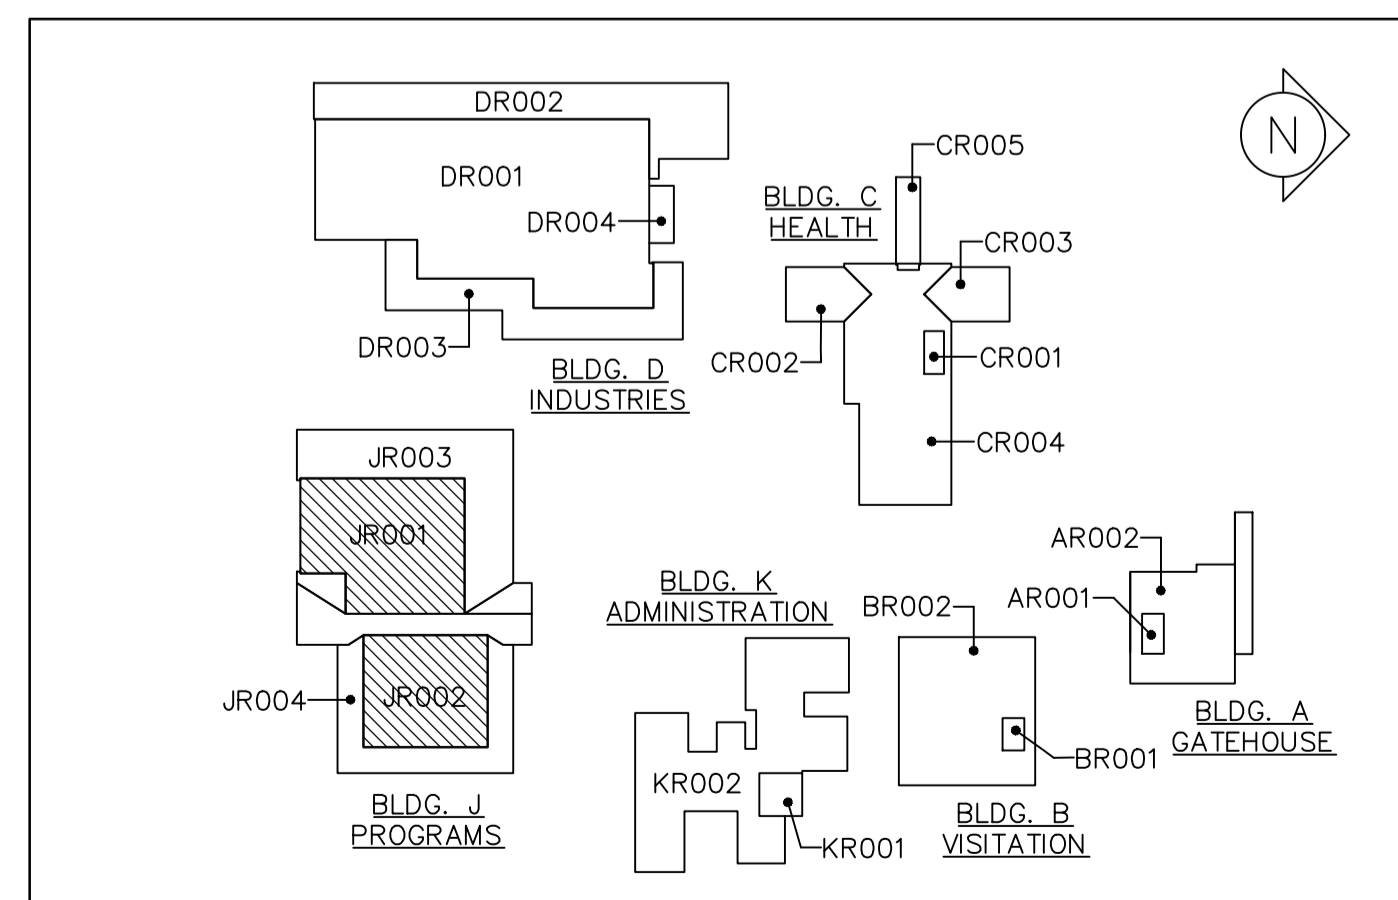 DR002
DR001
DR004
DR003
BLDG. D
INDUSTRIES
CR005
BLDG. C
HEALTH
CR003
CR002
CR001
CR004
N
JR003
JR001
JR004
JR002
BLDG. J
PROGRAMS
BLDG. K
ADMINISTRATION
KR002
KR001
BR002
BR001
BLDG. B
VISITATION
AR002
AR001
BLDG. A
GATEHOUSE